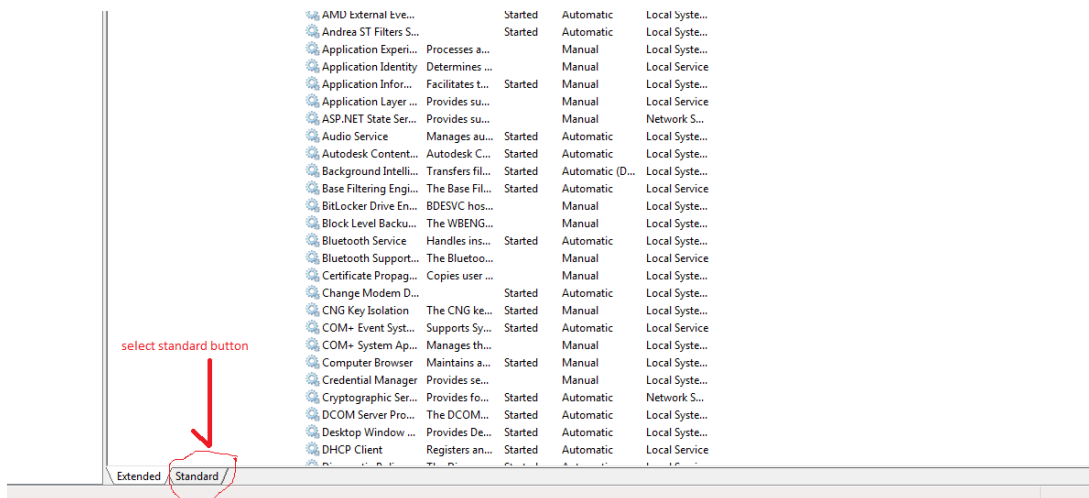 AMD External Eve... Started Automatic Local Syste...
Andrea ST Filters S... Started Automatic Local Syste...
Application Experi... Processes a... Manual Local Syste...
Application Identity Determines ... Manual Local Service
Application Infor... Facilitates t... Started Manual Local Syste...
Application Layer ... Provides su... Manual Local Service
ASP.NET State Ser... Provides su... Manual Network S...
Audio Service Manages au... Started Automatic Local Syste...
Autodesk Content... Autodesk C... Started Automatic Local Syste...
Background Intelli... Transfers fil... Started Automatic (D... Local Syste...
Base Filtering Engi... The Base Fil... Started Automatic Local Service
BitLocker Drive En... BDESVC hos... Manual Local Syste...
Block Level Backu... The WBENG... Manual Local Syste...
Bluetooth Service Handles ins... Started Automatic Local Syste...
Bluetooth Support... The Bluetoo... Manual Local Service
Certificate Propag... Copies user ... Manual Local Syste...
Change Modem D... Started Automatic Local Syste...
CNG Key Isolation The CNG ke... Started Manual Local Syste...
COM+ Event Syst... Supports Sy... Started Automatic Local Service
COM+ System Ap... Manages th... Manual Local Syste...
select standard button
Computer Browser Maintains a... Started Manual Local Syste...
Credential Manager Provides se... Manual Local Syste...
Cryptographic Ser... Provides fo... Started Automatic Network S...
DCOM Server Pro... The DCOM... Started Automatic Local Syste...
Desktop Window ... Provides De... Started Automatic Local Syste...
DHCP Client Registers an... Started Automatic Local Service
Extended Standard